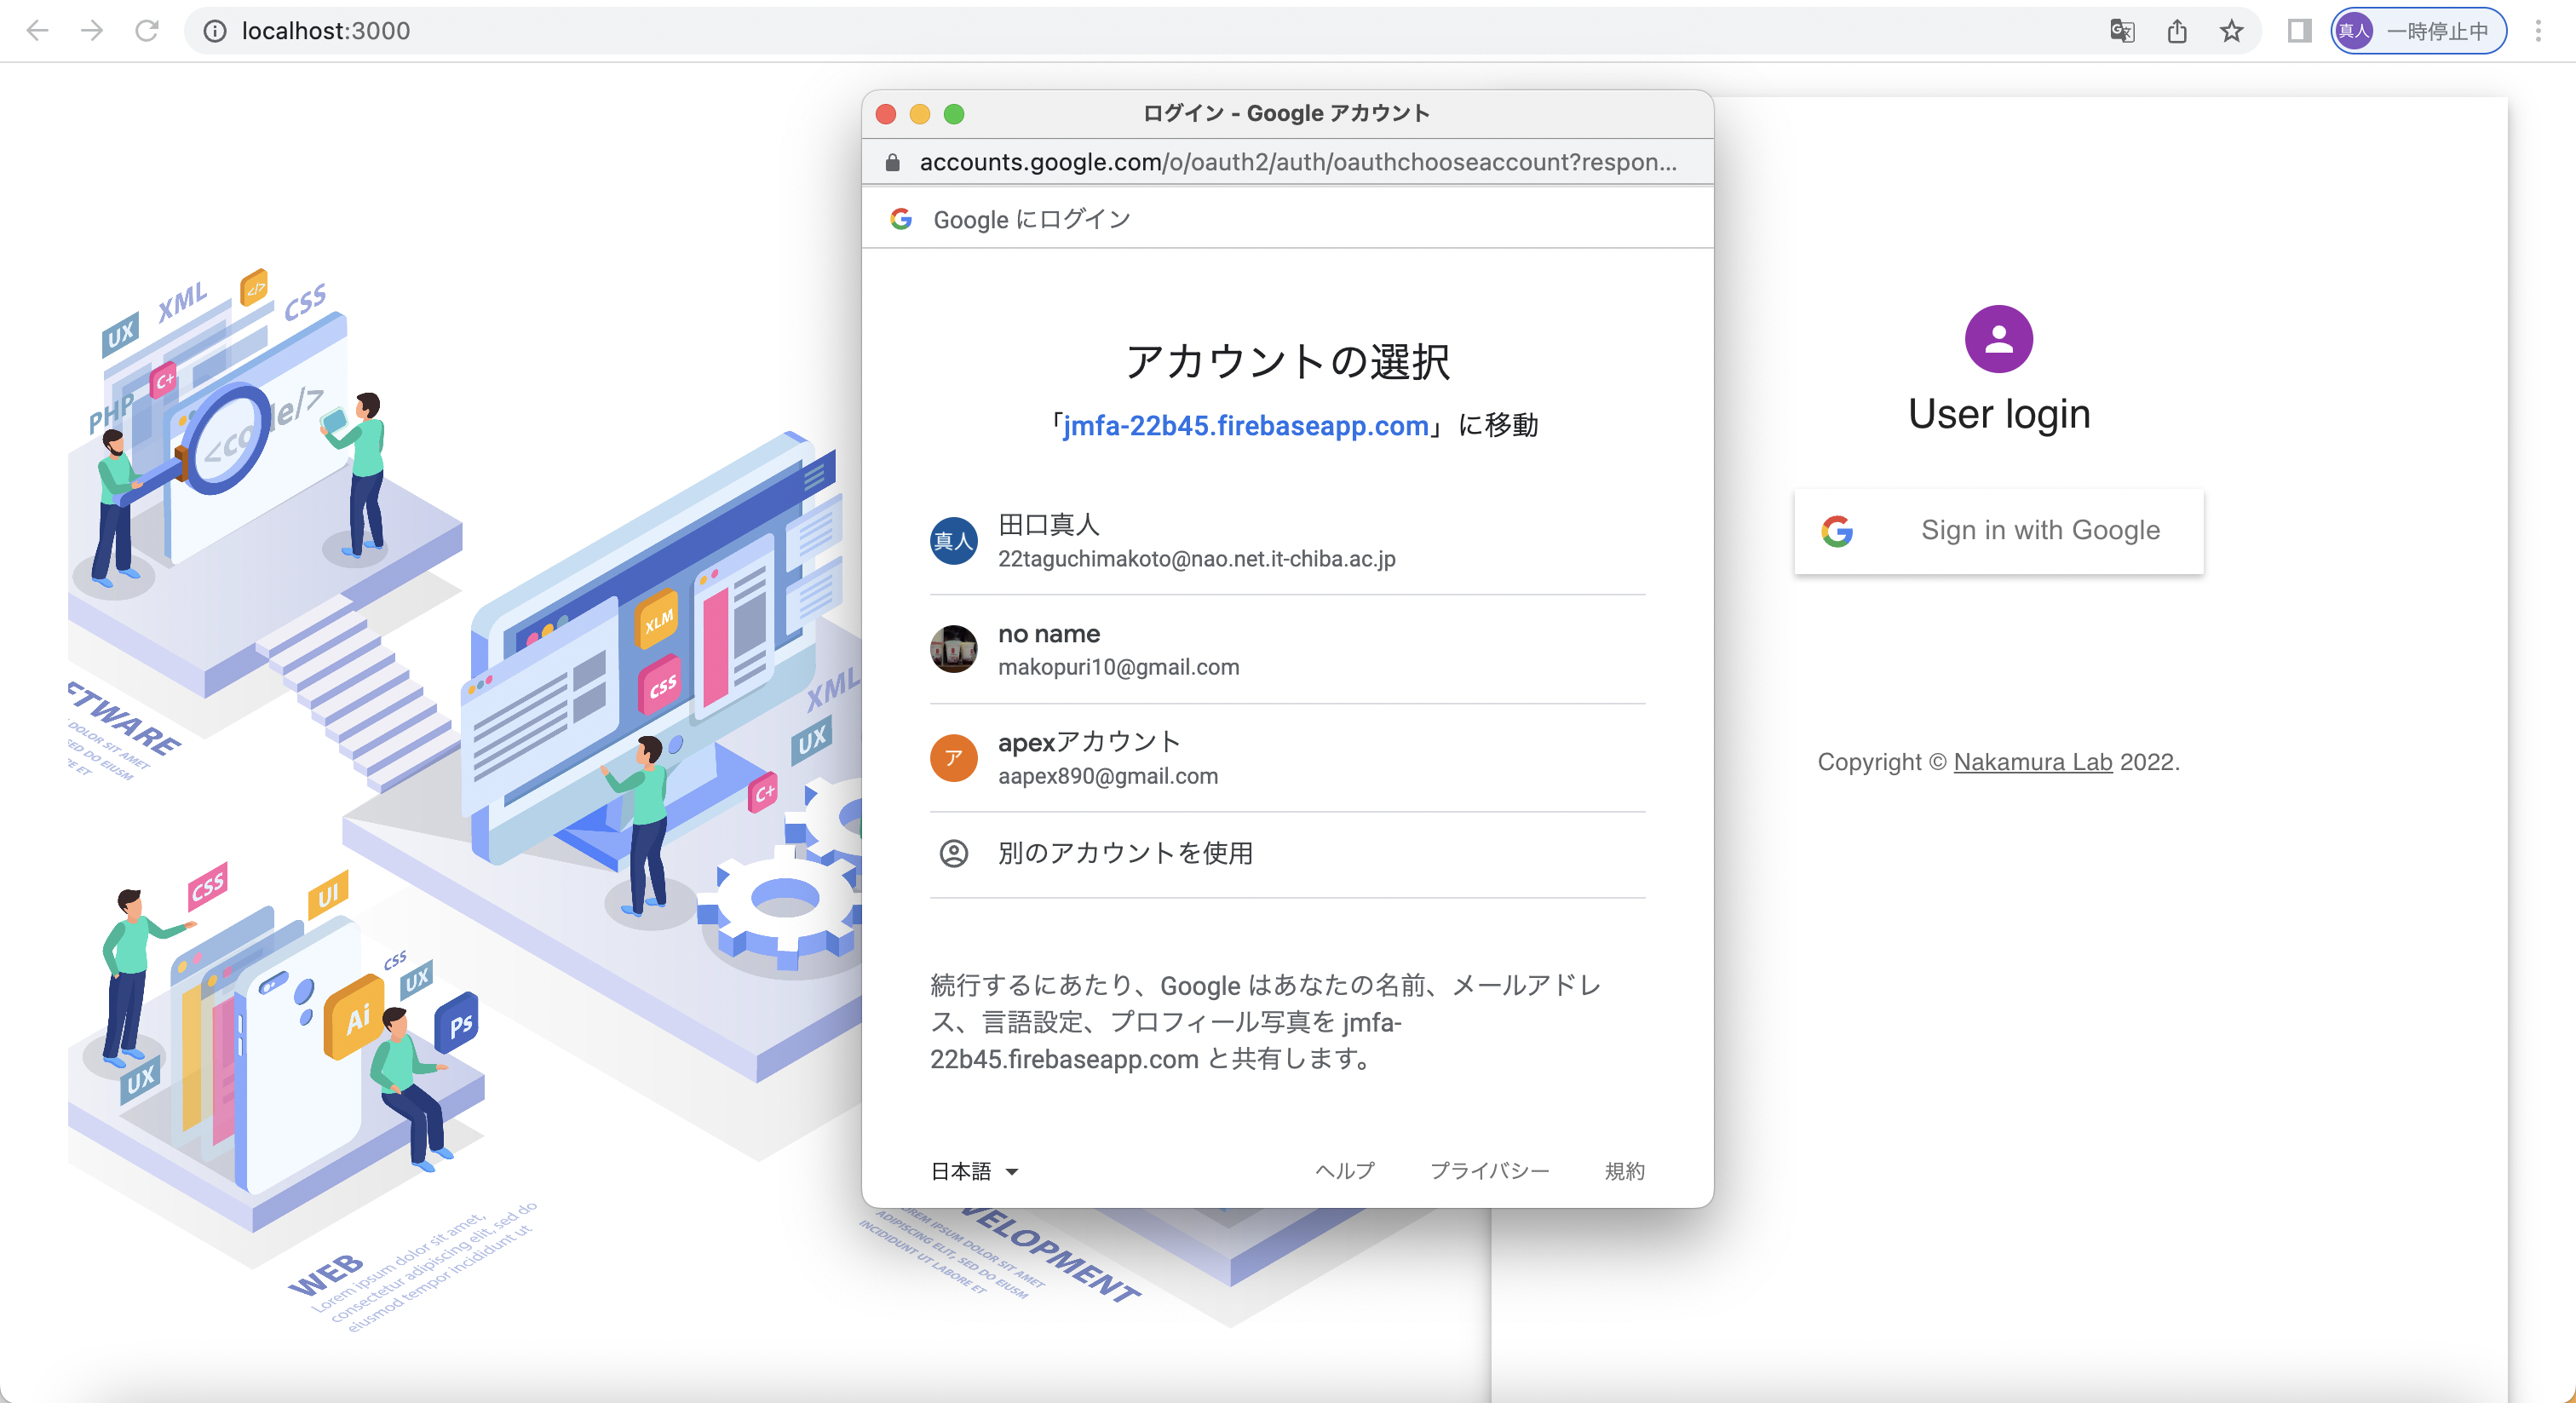 localhost:3000
真人 一時停止中
ログイン - Google アカウント
accounts.google.com/o/oauth2/auth/oauthchooseaccount?respon...
Google にログイン
アカウントの選択
「jmfa-22b45.firebaseapp.com」に移動
真人
田口真人
22taguchimakoto@nao.net.it-chiba.ac.jp
no name
makopuri10@gmail.com
ア
apexアカウント
aapex890@gmail.com
別のアカウントを使用
続行するにあたり、Google はあなたの名前、メールアドレ
ス、言語設定、プロフィール写真を jmfa-
22b45.firebaseapp.com と共有します。
日本語
ヘルプ
プライバシー
規約
User login
Sign in with Google
Copyright © Nakamura Lab 2022.
UX
XML
</>
CSS
C+
PHP
<code/>
FTWARE
DOLOR SIT AMET
SED DO EIUSM
RE ET
XLM
CSS
XML
UX
C+
CSS
UI
CSS
UX
Ai
Ps
UX
WEB
Lorem ipsum dolor sit amet,
consectetur adipiscing elit, sed do
eiusmod tempor incididunt ut
VELOPMENT
OREM IPSUM DOLOR SIT AMET
ADIPISCING ELIT, SED DO EIUSM
INCIDIDUNT UT LABORE ET